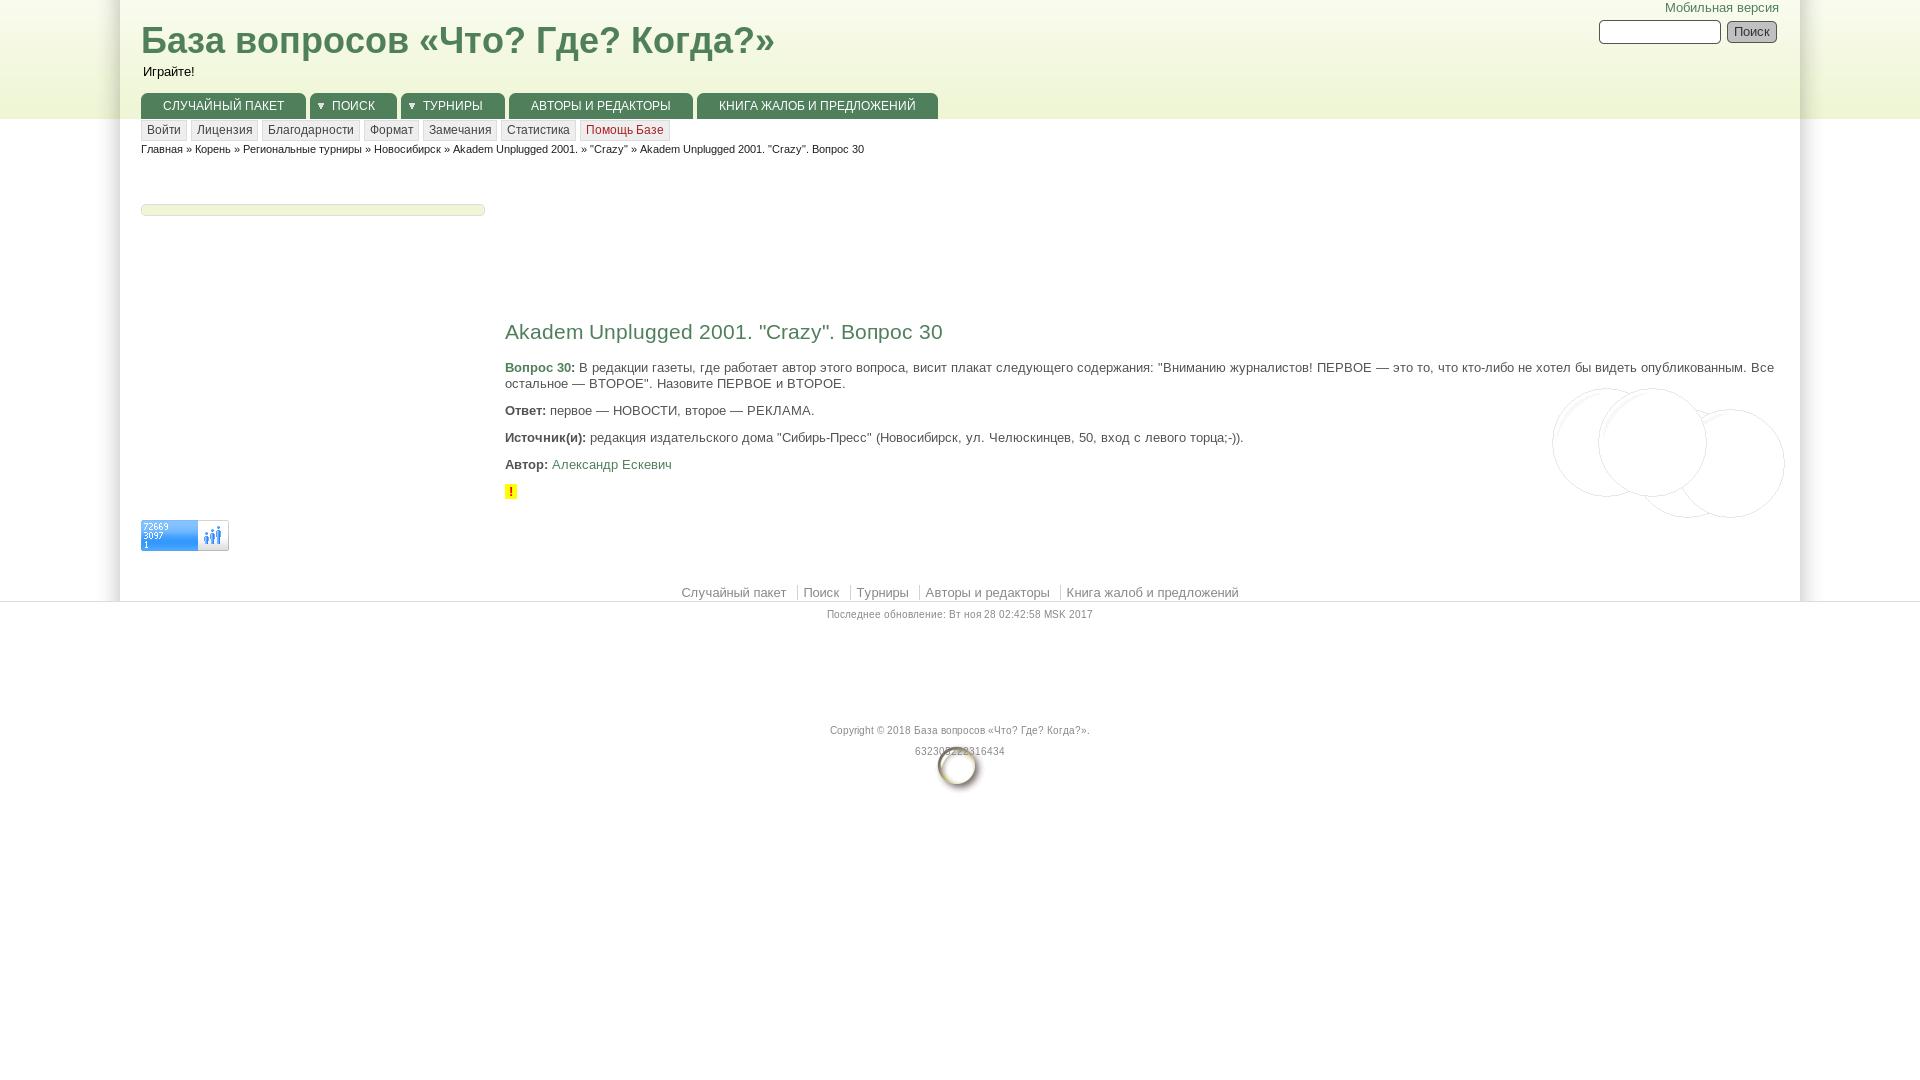 Мобильная версия
База вопросов «Что? Где? Когда?»
Поиск
Играйте!
СЛУЧАЙНЫЙ ПАКЕТ ПОИСК ТУРНИРЫ АВТОРЫ И РЕДАКТОРЫ КНИГА ЖАЛОБ И ПРЕДЛОЖЕНИЙ
Войти Лицензия Благодарности Формат Замечания Статистика Помощь Базе
Главная » Корень » Региональные турниры » Новосибирск » Akadem Unplugged 2001. » "Crazy" » Akadem Unplugged 2001. "Crazy". Вопрос 30
Akadem Unplugged 2001. "Crazy". Вопрос 30
Вопрос 30: В редакции газеты, где работает автор этого вопроса, висит плакат следующего содержания: "Вниманию журналистов! ПЕРВОЕ — это то, что кто-либо не хотел бы видеть опубликованным. Все
остальное — ВТОРОЕ". Назовите ПЕРВОЕ и ВТОРОЕ.
Ответ: первое — НОВОСТИ, второе — РЕКЛАМА.
Источник(и): редакция издательского дома "Сибирь-Пресс" (Новосибирск, ул. Челюскинцев, 50, вход с левого торца;-)).
Автор: Александр Ескевич
!
72669
3097
1
Случайный пакет Поиск Турниры Авторы и редакторы Книга жалоб и предложений
Последнее обновление: Вт ноя 28 02:42:58 MSK 2017
Copyright © 2018 База вопросов «Что? Где? Когда?».